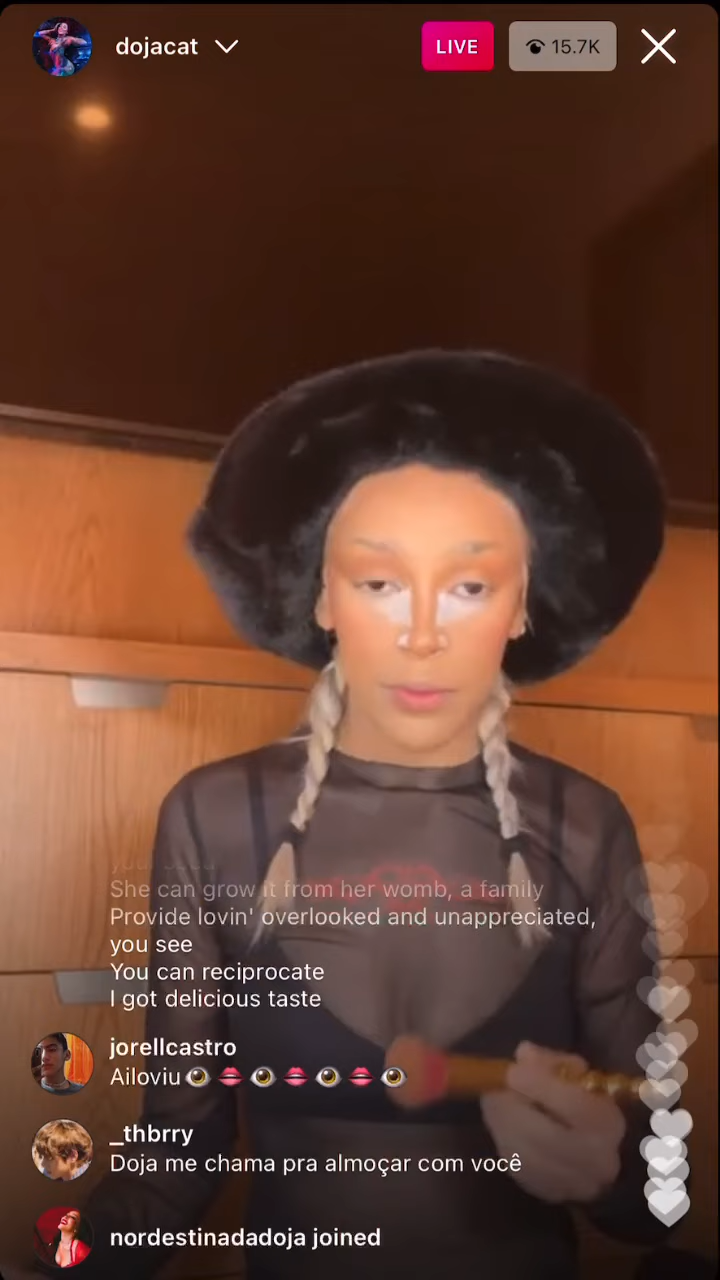 dojacat
LIVE
15.7K
She can grow it from her womb, a family
Provide lovin' overlooked and unappreciated,
you see
You can reciprocate
I got delicious taste
jorellcastro
Ailoviu👁️👄👁️👄👁️👄👁️
_thbrry
Doja me chama pra almoçar com você
nordestinadadoja joined